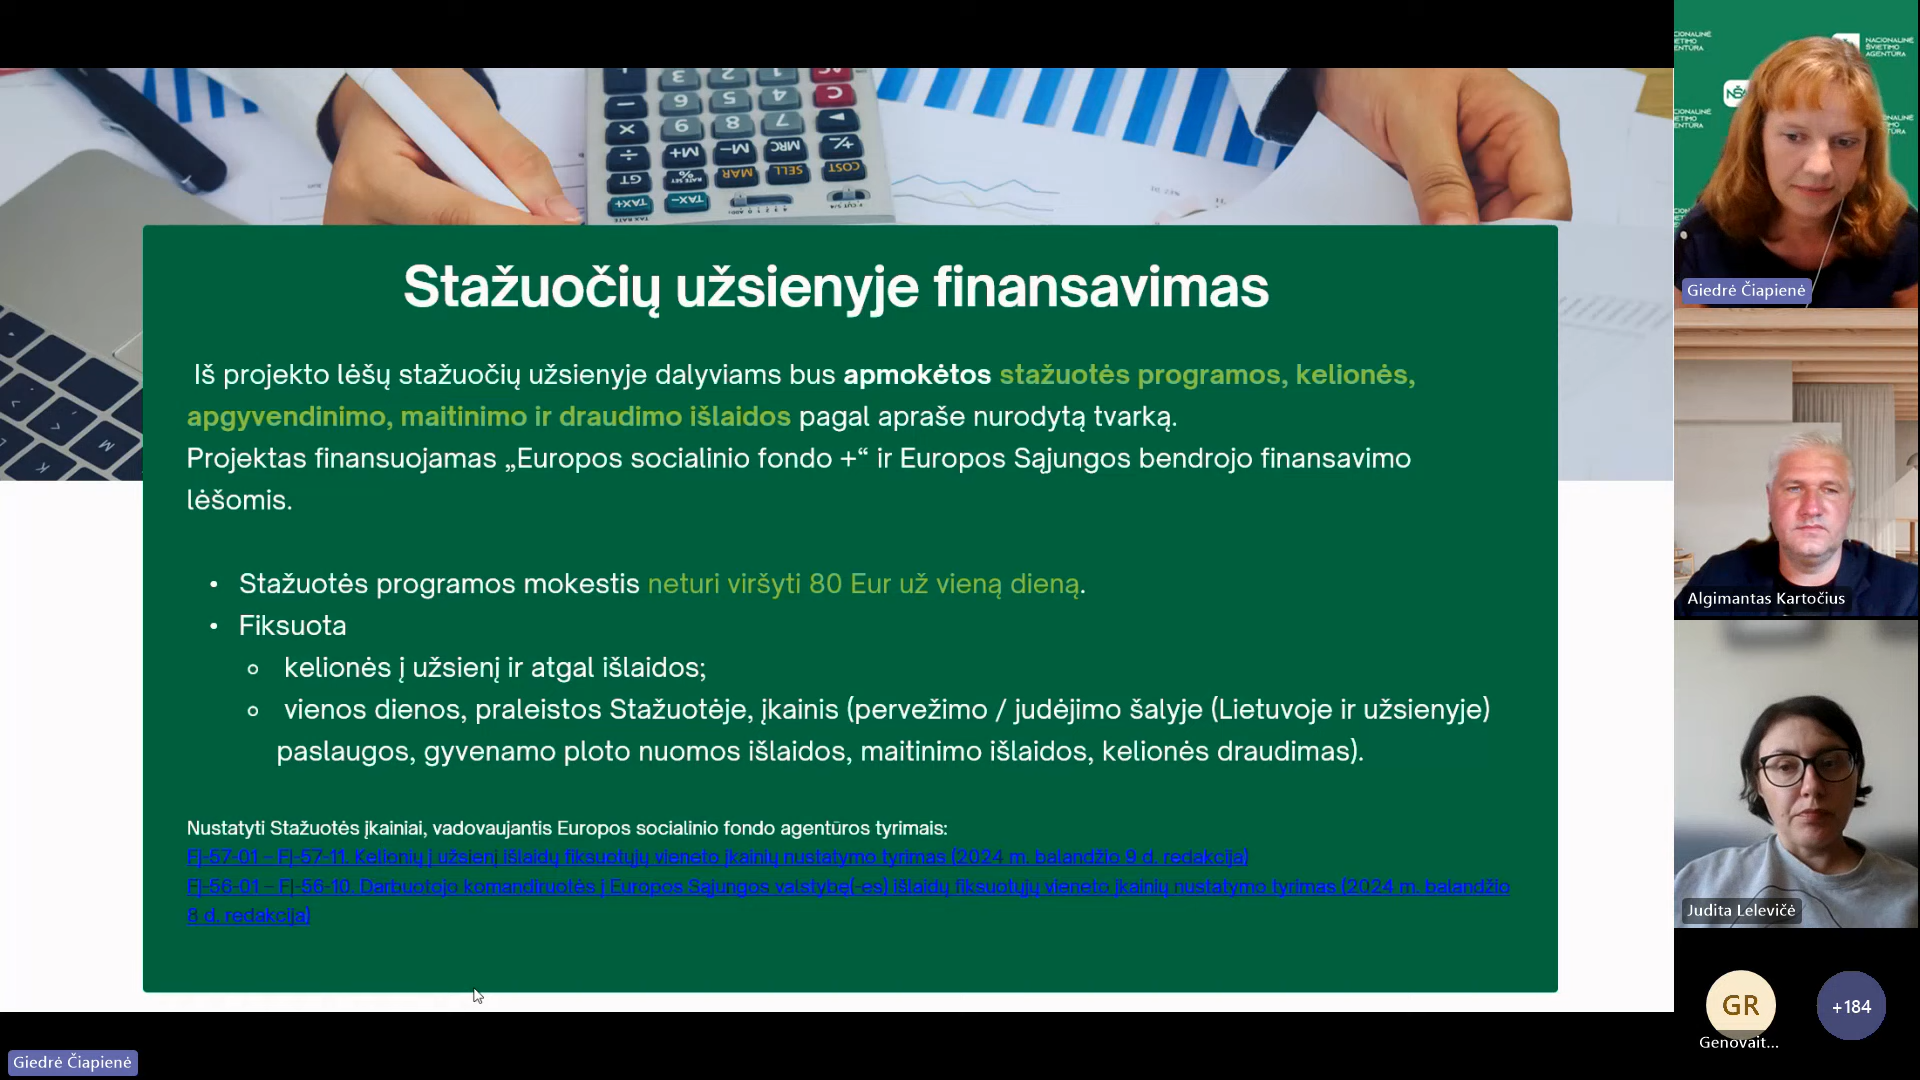 Stažuočių užsienyje finansavimas
Iš projekto lėšų stažuočių užsienyje dalyviams bus apmokėtos stažuotės programos, kelionės,
apgyvendinimo, maitinimo ir draudimo išlaidos pagal apraše nurodytą tvarką.
Projektas finansuojamas „Europos socialinio fondo +“ ir Europos Sąjungos bendrojo finansavimo
lėšomis.
• Stažuotės programos mokestis neturi viršyti 80 Eur už vieną dieną.
• Fiksuota
◦ kelionės į užsienį ir atgal išlaidos;
◦ vienos dienos, praleistos Stažuotėje, įkainis (pervežimo / judėjimo šalyje (Lietuvoje ir užsienyje)
paslaugos, gyvenamo ploto nuomos išlaidos, maitinimo išlaidos, kelionės draudimas).
Nustatyti Stažuotės įkainiai, vadovaujantis Europos socialinio fondo agentūros tyrimais:
FĮ-57-01 – FĮ-57-11. Kelionių į užsienį išlaidų fiksuotųjų vieneto įkainių nustatymo tyrimas (2024 m. balandžio 9 d. redakcija)
FĮ-56-01 – FĮ-56-10. Darbuotojo komandiruotės į Europos Sąjungos valstybę(-es) išlaidų fiksuotųjų vieneto įkainių nustatymo tyrimas (2024 m. balandžio
8 d. redakcija)
Giedrė Čiapienė
NACIONALINĖ
ŠVIETIMO
AGENTŪRA
Giedrė Čiapienė
Algimantas Kartočius
Judita Lelevičė
GR
+184
Genovait...